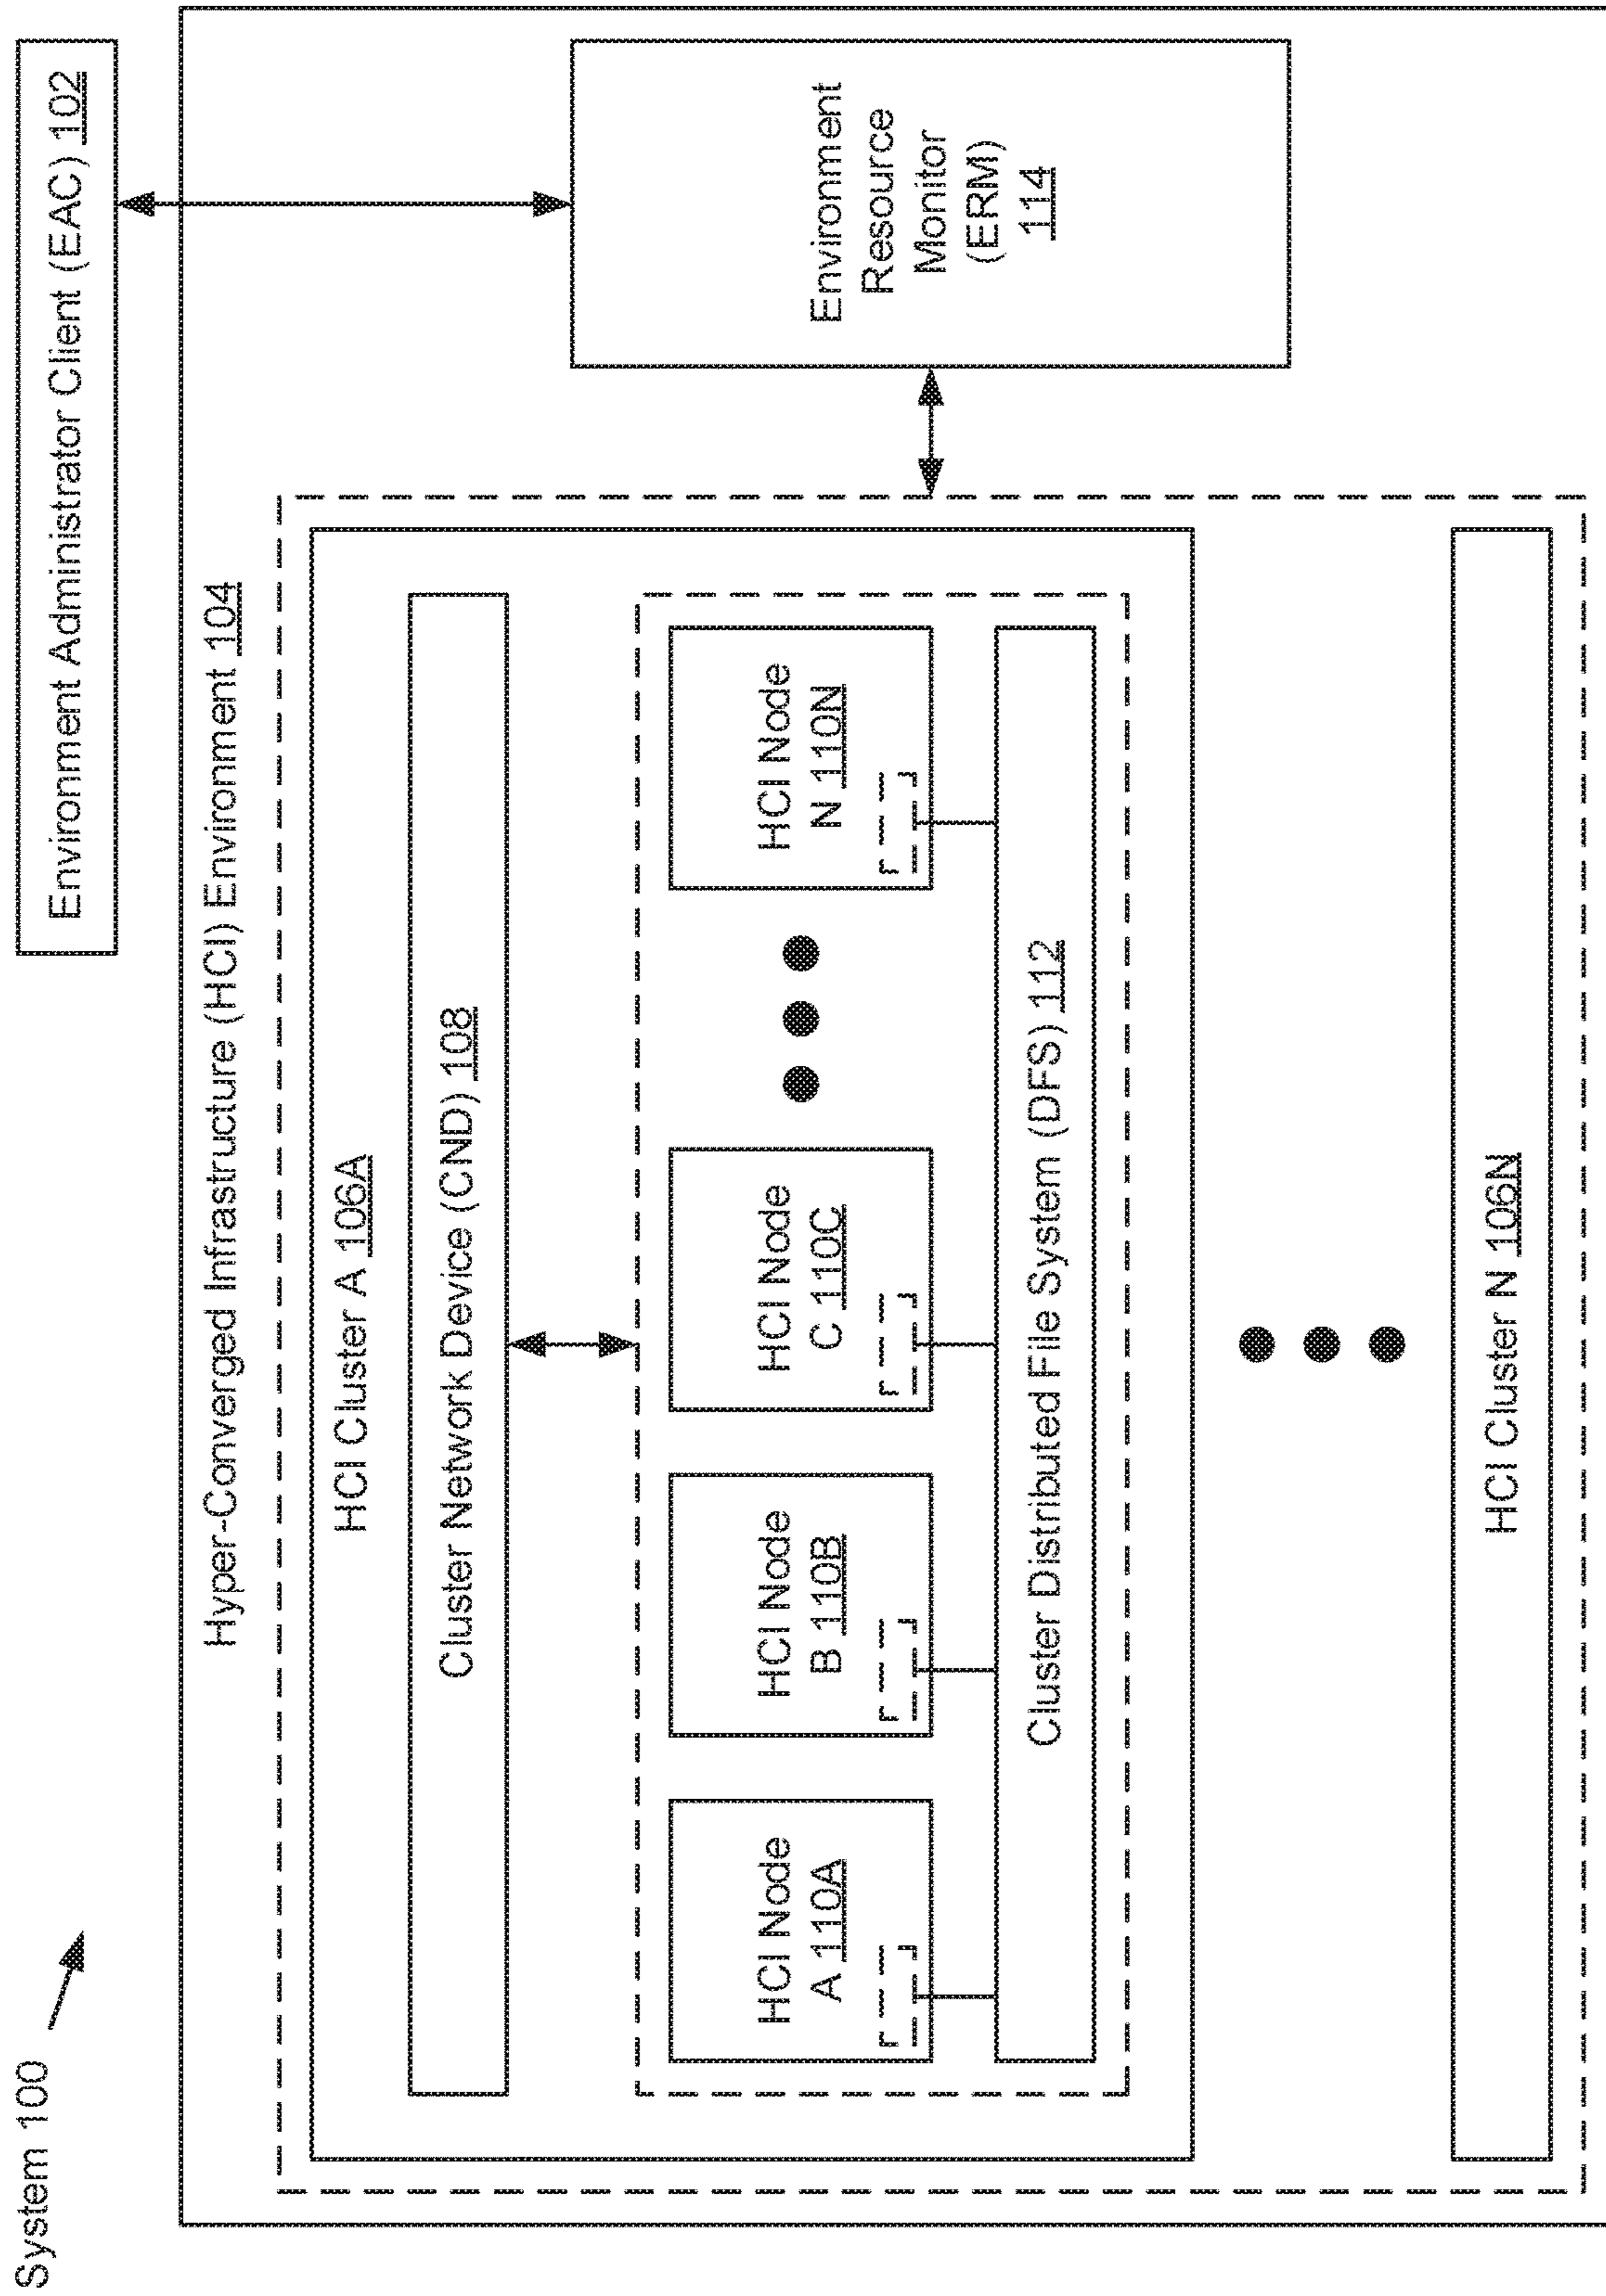 System 100
Environment Administrator Client (EAC) 102
Hyper-Converged Infrastructure (HCI) Environment 104
HCI Cluster A 106A
Cluster Network Device (CND) 108
HCI Node
A 110A
HCI Node
B 110B
HCI Node
C 110C
HCI Node
N 110N
Cluster Distributed File System (DFS) 112
HCI Cluster N 106N
Environment
Resource
Monitor
(ERM)
114